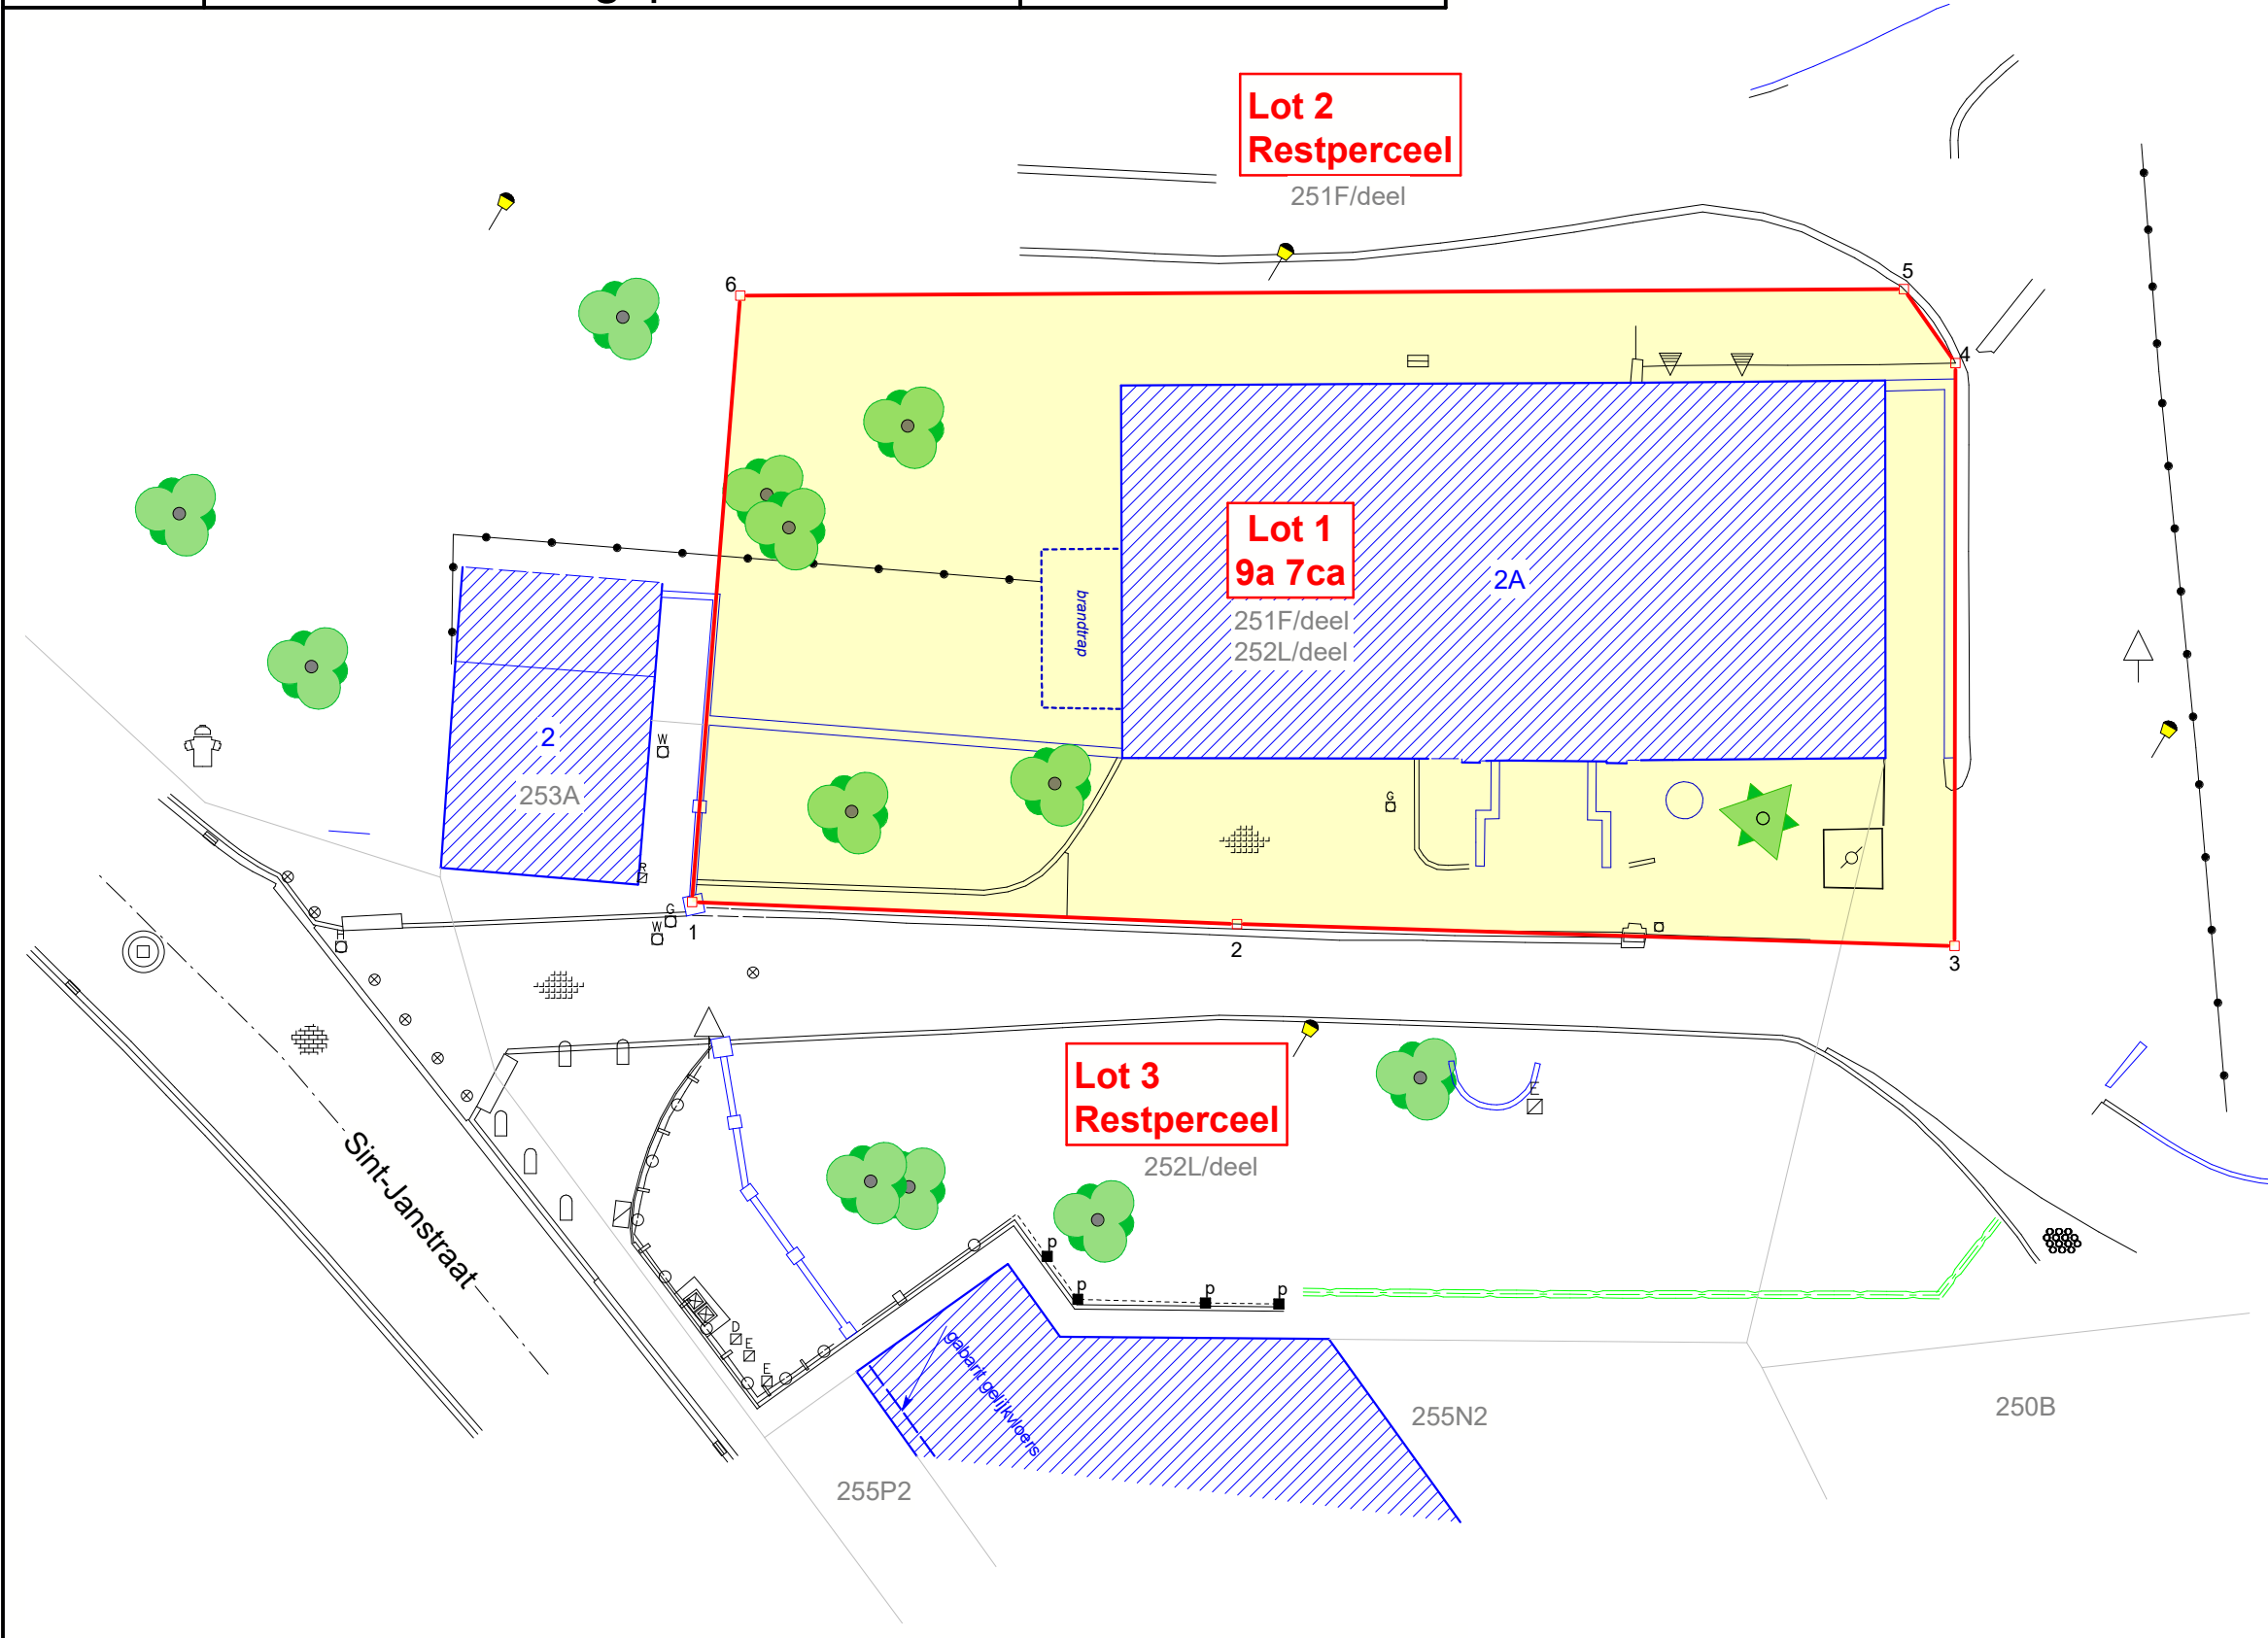 Lot 2
Restperceel
251F/deel
6
5
4
Lot 1
9a 7ca
251F/deel
252L/deel
2A
brandtrap
2
253A
W
R
G
W
H
G
1
2
3
Lot 3
Restperceel
252L/deel
E
Sint-Janstraat
p
p
p
p
D
E
E
gabarit gelijkvloers
255N2
250B
255P2